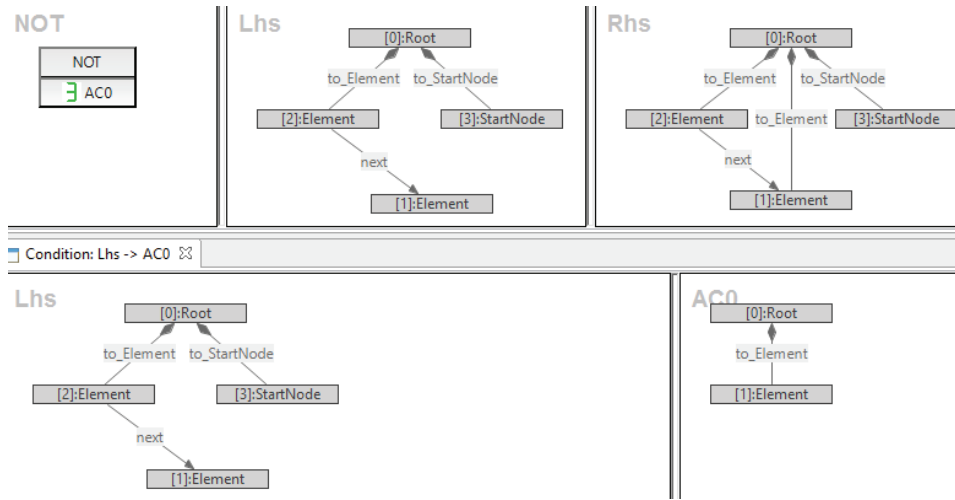 NOT
NOT
∃ AC0
Lhs
[0]:Root
to_Element
to_StartNode
[2]:Element
[3]:StartNode
next
[1]:Element
Rhs
[0]:Root
to_Element
to_StartNode
[2]:Element
to_Element
[3]:StartNode
next
[1]:Element
Condition: Lhs -> AC0
Lhs
[0]:Root
to_Element
to_StartNode
[2]:Element
[3]:StartNode
next
[1]:Element
AC0
[0]:Root
to_Element
[1]:Element